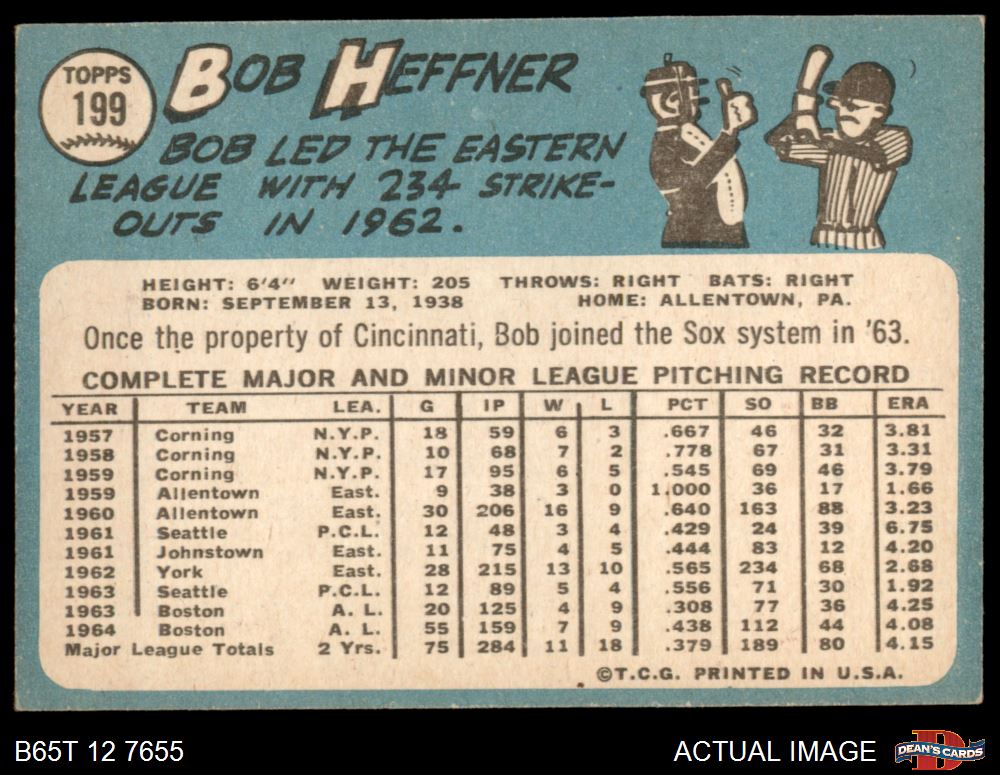 TOPPS
199
BOB HEFFNER
BOB LED THE EASTERN
LEAGUE WITH 234 STRIKE-
OUTS IN 1962.
HEIGHT: 6'4" WEIGHT: 205 THROWS: RIGHT BATS: RIGHT
BORN: SEPTEMBER 13, 1938 HOME: ALLENTOWN, PA.
Once the property of Cincinnati, Bob joined the Sox system in '63.
COMPLETE MAJOR AND MINOR LEAGUE PITCHING RECORD
YEAR TEAM LEA. G IP W L PCT SO BB ERA
1957 Corning N.Y.P. 18 59 6 3 .667 46 32 3.81
1958 Corning N.Y.P. 10 68 7 2 .778 67 31 3.31
1959 Corning N.Y.P. 17 95 6 5 .545 69 46 3.79
1959 Allentown East. 9 38 3 0 1.000 36 17 1.66
1960 Allentown East. 30 206 16 9 .640 163 88 3.23
1961 Seattle P.C.L. 12 48 3 4 .429 24 39 6.75
1961 Johnstown East. 11 75 4 5 .444 83 12 4.20
1962 York East. 28 215 13 10 .565 234 68 2.68
1963 Seattle P.C.L. 12 89 5 4 .556 71 30 1.92
1963 Boston A. L. 20 125 4 9 .308 77 36 4.25
1964 Boston A. L. 55 159 7 9 .438 112 44 4.08
Major League Totals 2 Yrs. 75 284 11 18 .379 189 80 4.15
©T.C.G. PRINTED IN U.S.A.
B65T 12 7655 ACTUAL IMAGE
D
DEAN'S CARDS